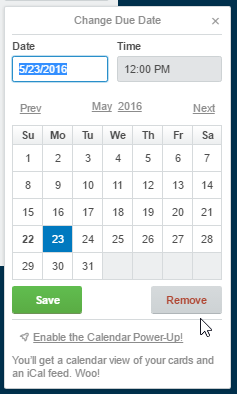 Change Due Date ×
Date Time
5/23/2016 12:00 PM
Prev May 2016 Next
Su Mo Tu We Th Fr Sa
1 2 3 4 5 6 7
8 9 10 11 12 13 14
15 16 17 18 19 20 21
22 23 24 25 26 27 28
29 30 31
Save Remove
Enable the Calendar Power-Up!
You'll get a calendar view of your cards and
an iCal feed. Woo!